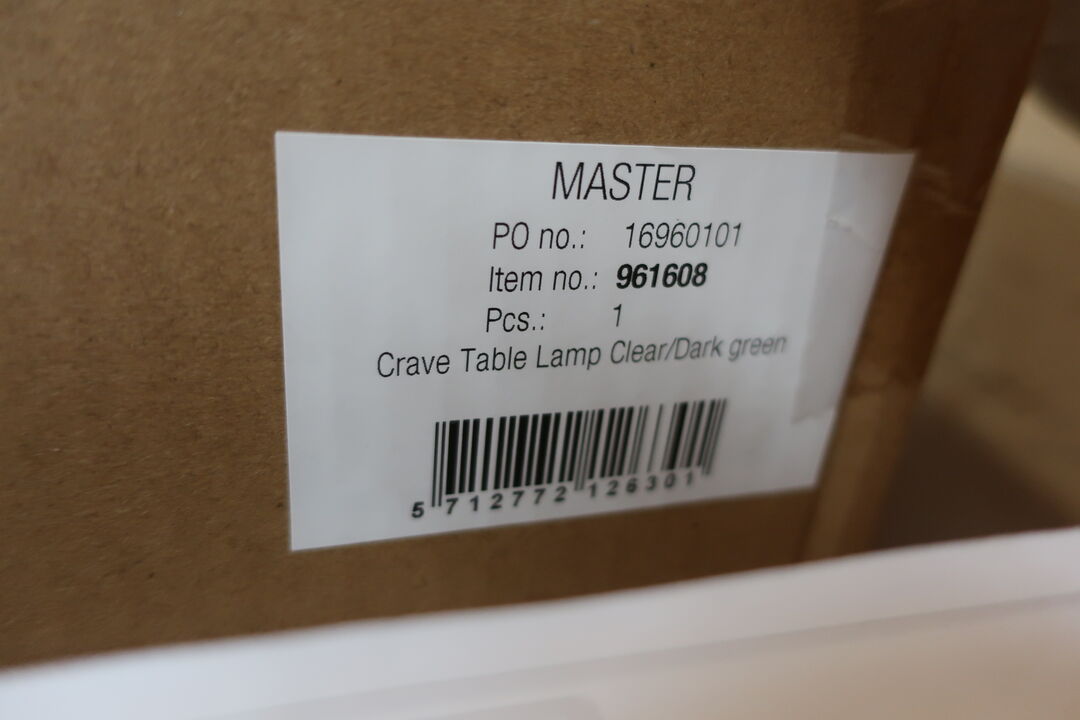 MASTER
PO no.: 16960101
Item no.: 961608
Pcs.: 1
Crave Table Lamp Clear/Dark green
5 712772 126301